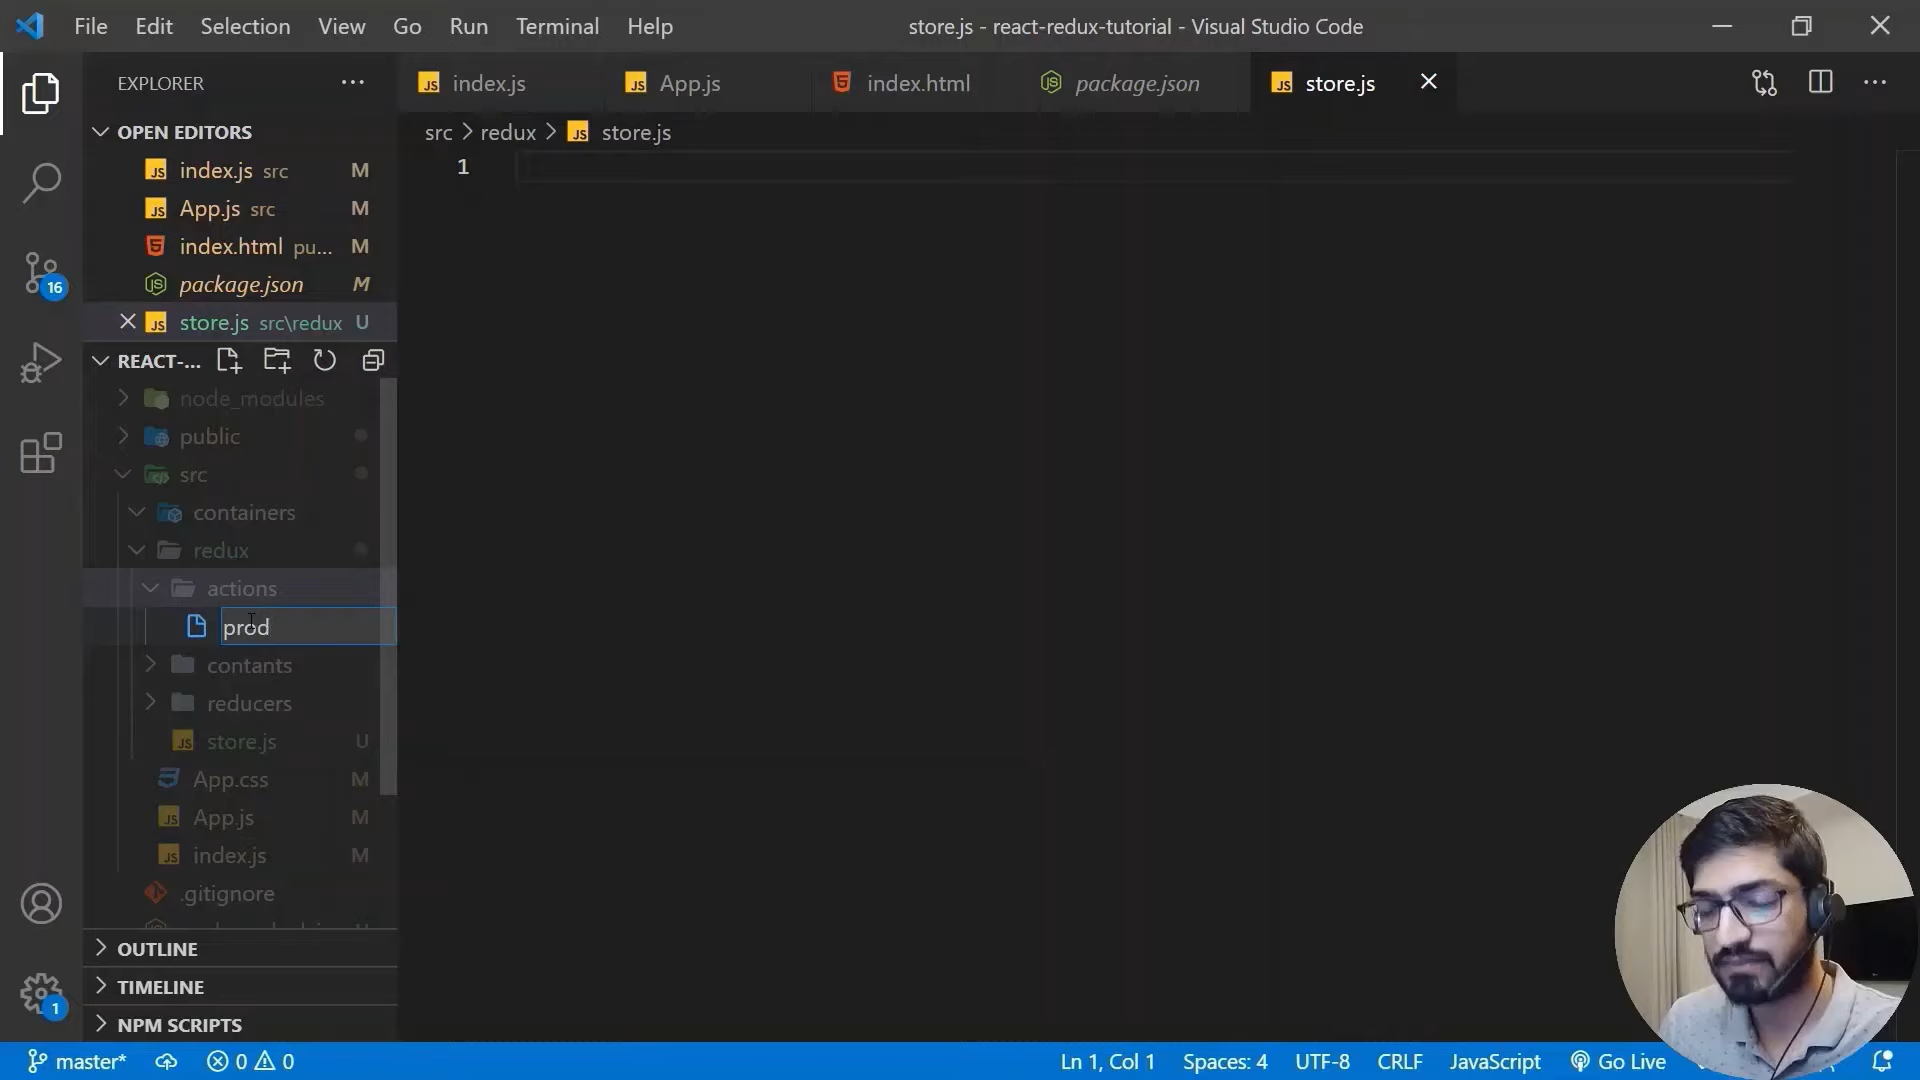 File Edit Selection View Go Run Terminal Help store.js - react-redux-tutorial - Visual Studio Code
EXPLORER
index.js App.js index.html package.json store.js
OPEN EDITORS
src > redux > store.js
1
index.js src M
App.js src M
index.html pu... M
package.json M
store.js src\redux U
16
REACT-...
node_modules
public
src
containers
redux
actions
prod
contants
reducers
store.js U
App.css M
App.js M
index.js M
.gitignore
OUTLINE
TIMELINE
1
NPM SCRIPTS
master* 0 0 Ln 1, Col 1 Spaces: 4 UTF-8 CRLF JavaScript Go Live